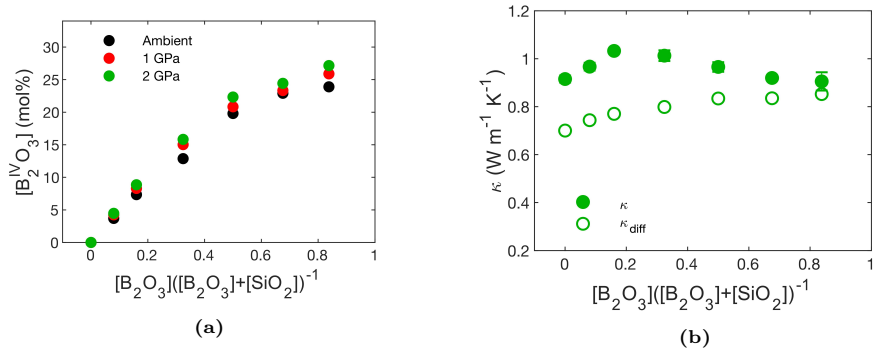 Ambient
1 GPa
2 GPa
30
25
20
15
10
5
0
[B₂ᴵⱽO₃] (mol%)
0
0.2
0.4
0.6
0.8
1
[B₂O₃]([B₂O₃]+[SiO₂])⁻¹
(a)
1.2
1
0.8
0.6
0.4
0.2
κ (W m⁻¹ K⁻¹)
κ
κ_diff
0
0.2
0.4
0.6
0.8
1
[B₂O₃]([B₂O₃]+[SiO₂])⁻¹
(b)